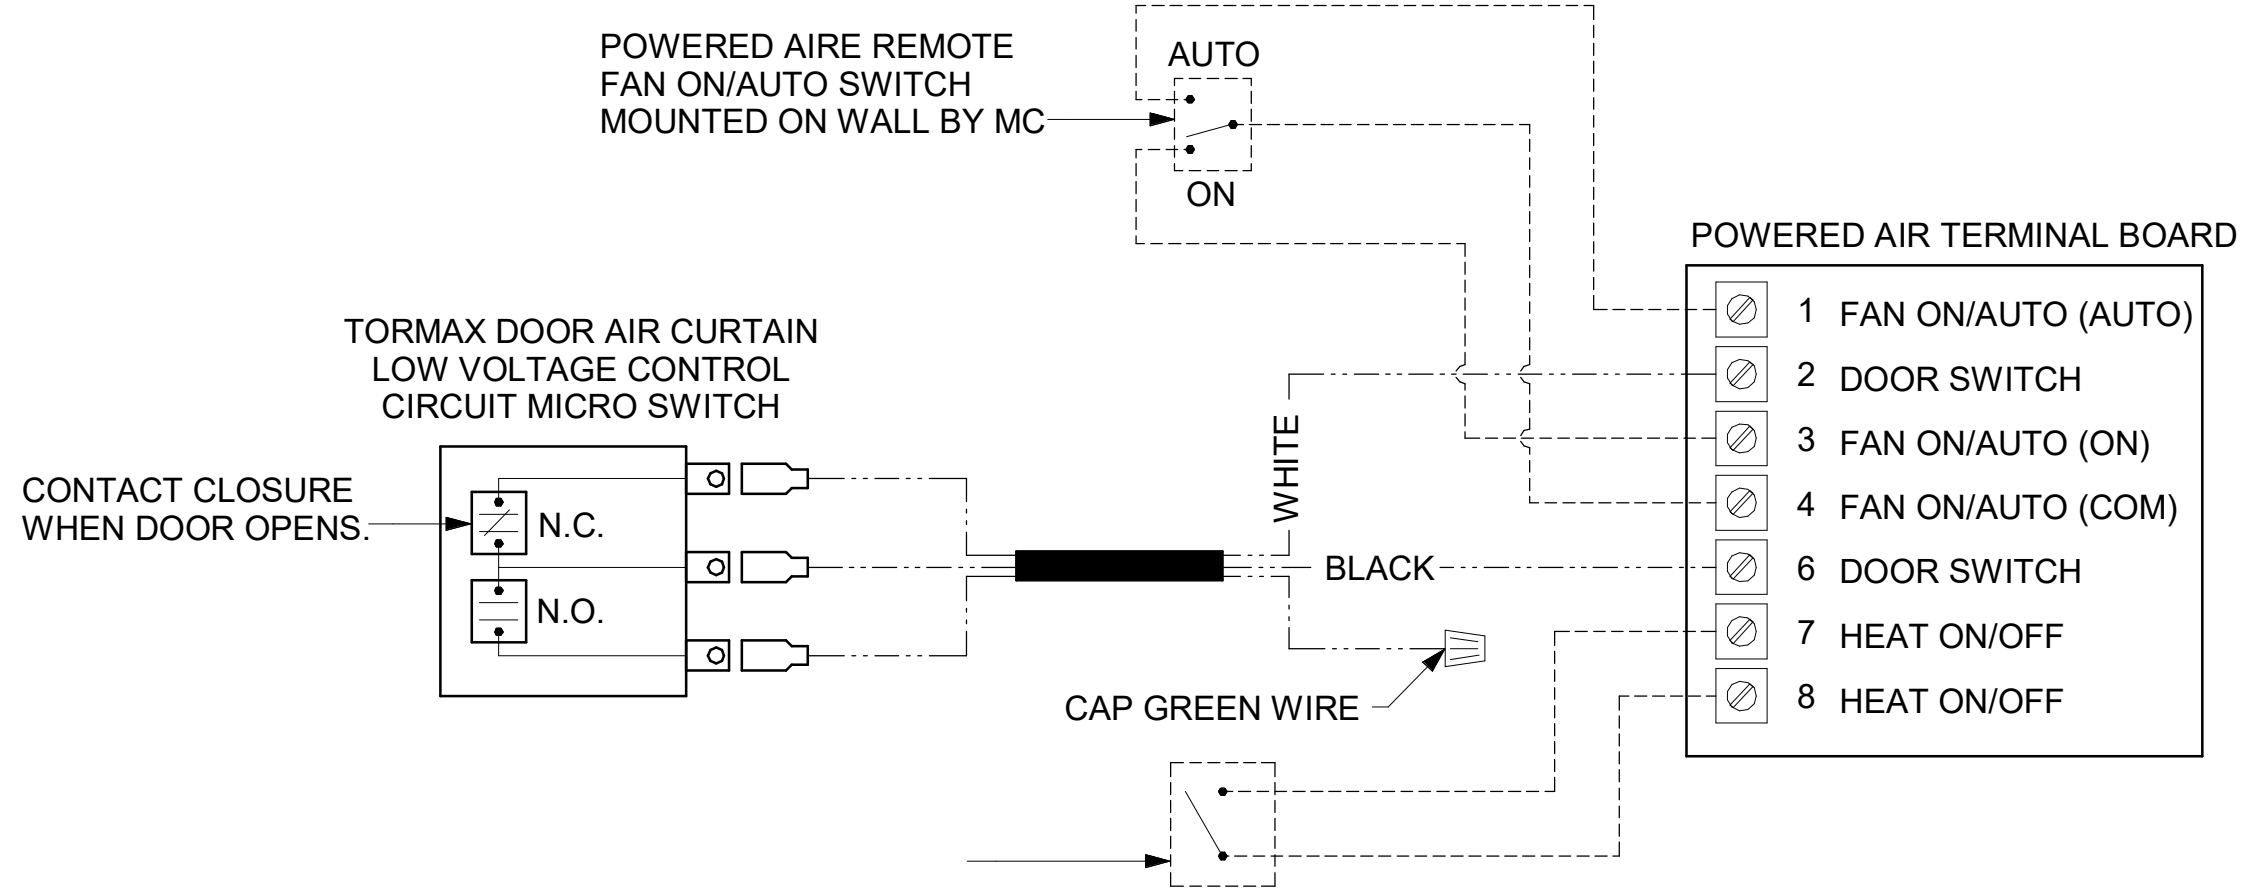 POWERED AIRE REMOTE
FAN ON/AUTO SWITCH
MOUNTED ON WALL BY MC
AUTO
ON
POWERED AIR TERMINAL BOARD
1 FAN ON/AUTO (AUTO)
2 DOOR SWITCH
3 FAN ON/AUTO (ON)
4 FAN ON/AUTO (COM)
6 DOOR SWITCH
7 HEAT ON/OFF
8 HEAT ON/OFF
TORMAX DOOR AIR CURTAIN
LOW VOLTAGE CONTROL
CIRCUIT MICRO SWITCH
CONTACT CLOSURE
WHEN DOOR OPENS.
N.C.
N.O.
WHITE
BLACK
CAP GREEN WIRE